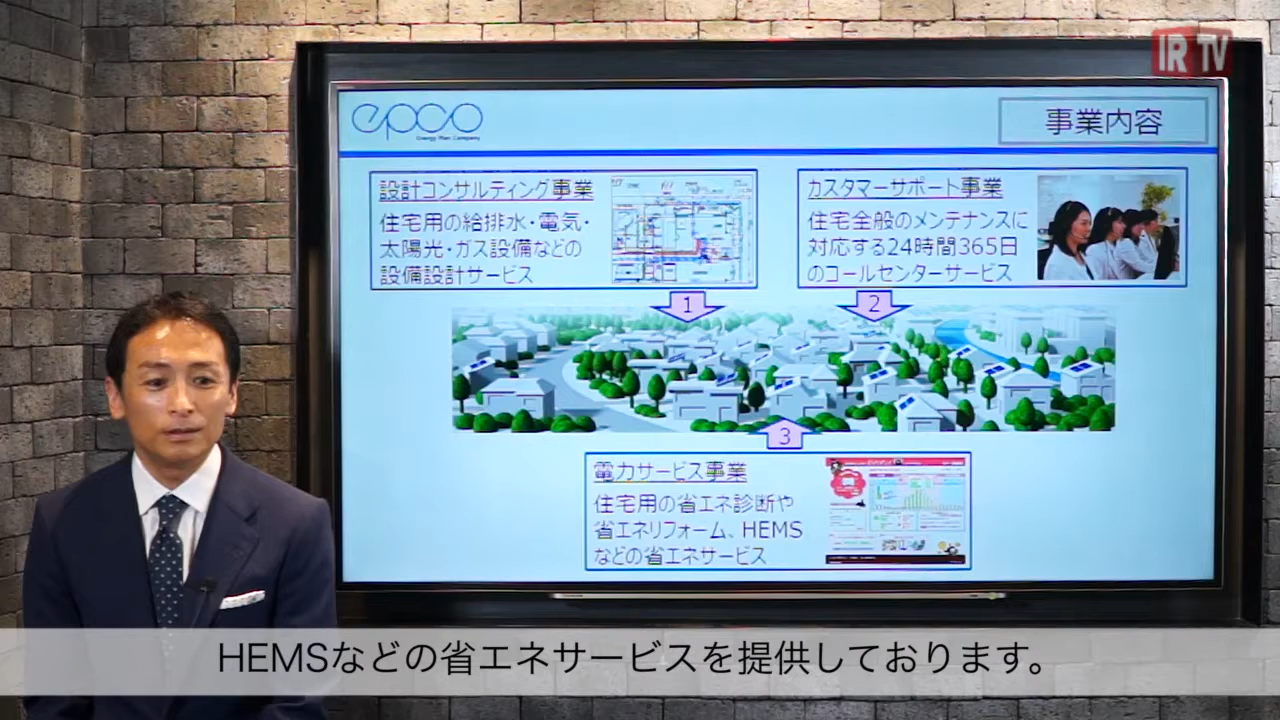 IR TV
epco
Energy Plan Company
事業内容
設計コンサルティング事業
住宅用の給排水・電気・
太陽光・ガス設備などの
設備設計サービス
カスタマーサポート事業
住宅全般のメンテナンスに
対応する24時間365日
のコールセンターサービス
1
2
3
電力サービス事業
住宅用の省エネ診断や
省エネリフォーム、HEMS
などの省エネサービス
HEMSなどの省エネサービスを提供しております。